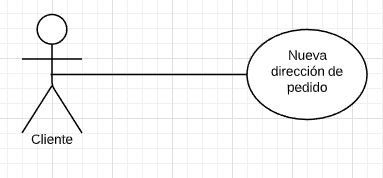 Nueva
dirección de
pedido
Cliente